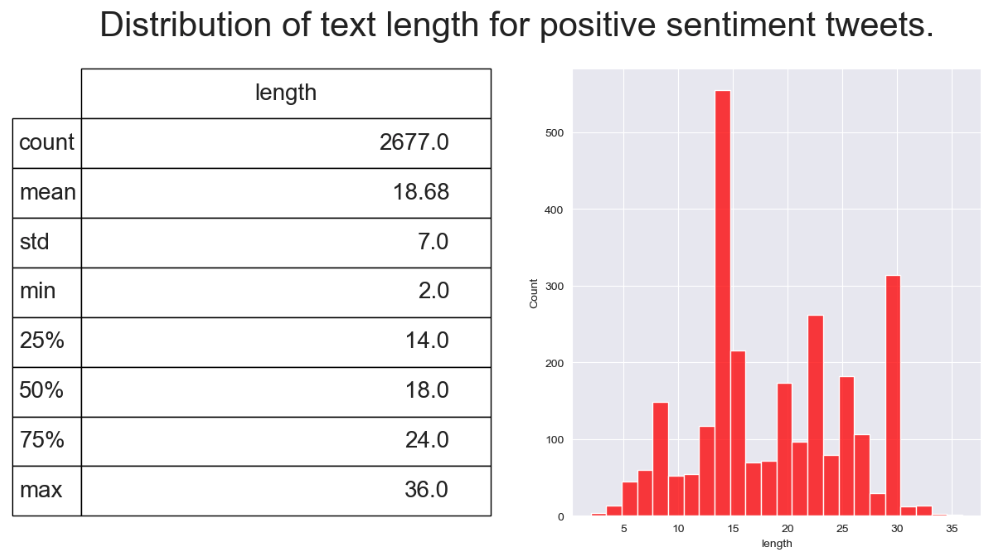 Distribution of text length for positive sentiment tweets.
length
count 2677.0
mean 18.68
std 7.0
min 2.0
25% 14.0
50% 18.0
75% 24.0
max 36.0
Count
500
400
300
200
100
0
5 10 15 20 25 30 35
length